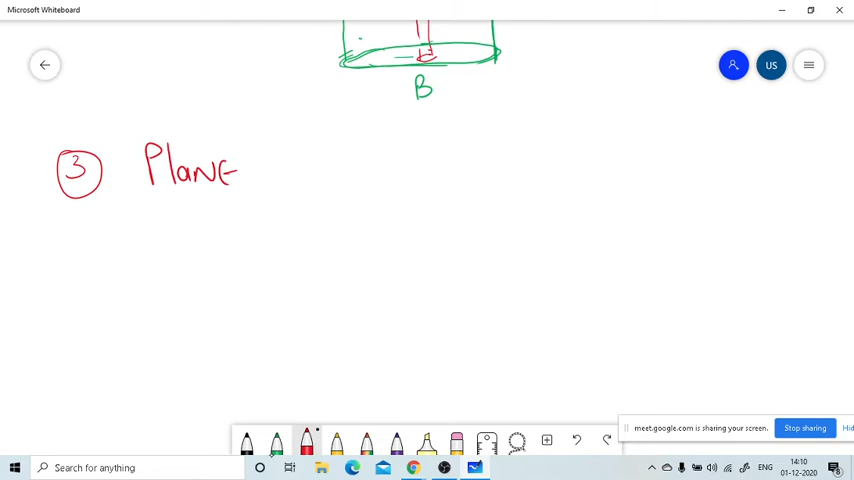 Microsoft Whiteboard
US
B
3 Plane
meet.google.com is sharing your screen.
Stop sharing
Hid
Search for anything
ENG
14:10
01-12-2020
8